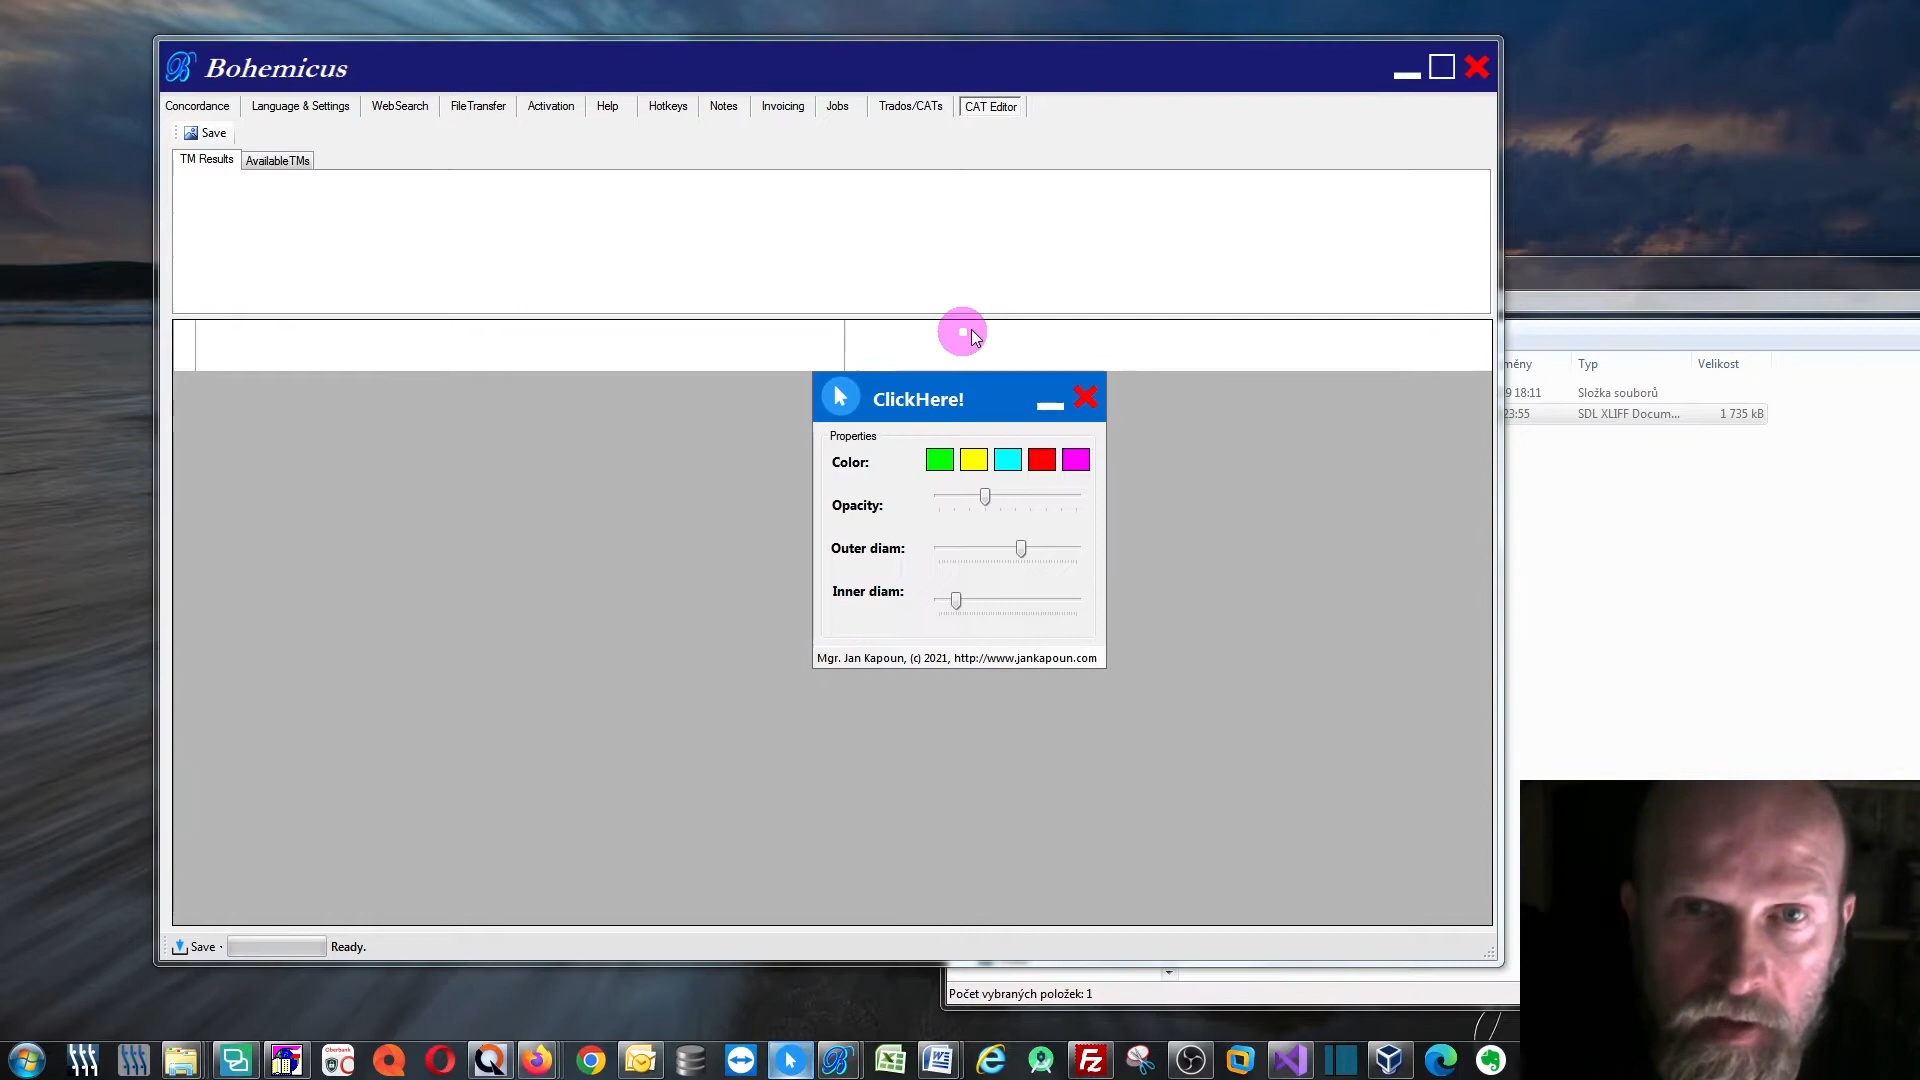 Bohemicus
Concordance
Language & Settings
WebSearch
FileTransfer
Activation
Help
Hotkeys
Notes
Invoicing
Jobs
Trados/CATs
CAT Editor
Save
TM Results
AvailableTMs
měny
Typ
Velikost
9 18:11
Složka souborů
23:55
SDL XLIFF Docum...
1 735 kB
ClickHere!
Properties
Color:
Opacity:
Outer diam:
Inner diam:
Mgr. Jan Kapoun, (c) 2021, http://www.jankapoun.com
Save
Ready.
Počet vybraných položek: 1